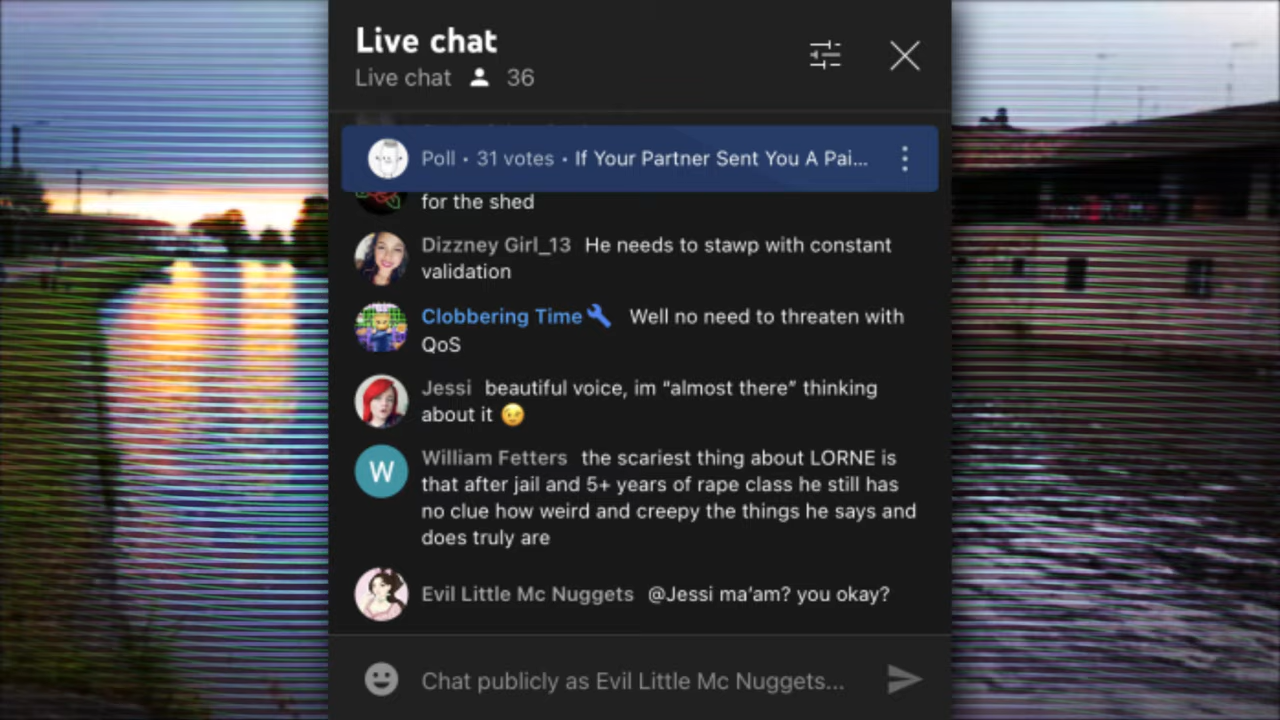 Live chat
Live chat 36
Poll · 31 votes · If Your Partner Sent You A Pai...
for the shed
Dizzney Girl_13 He needs to stawp with constant
validation
Clobbering Time Well no need to threaten with
QoS
Jessi beautiful voice, im “almost there” thinking
about it 😉
W William Fetters the scariest thing about LORNE is
that after jail and 5+ years of rape class he still has
no clue how weird and creepy the things he says and
does truly are
Evil Little Mc Nuggets @Jessi ma’am? you okay?
Chat publicly as Evil Little Mc Nuggets...